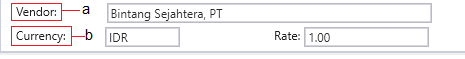 Vendor: a Bintang Sejahtera, PT
Currency: b IDR Rate: 1.00